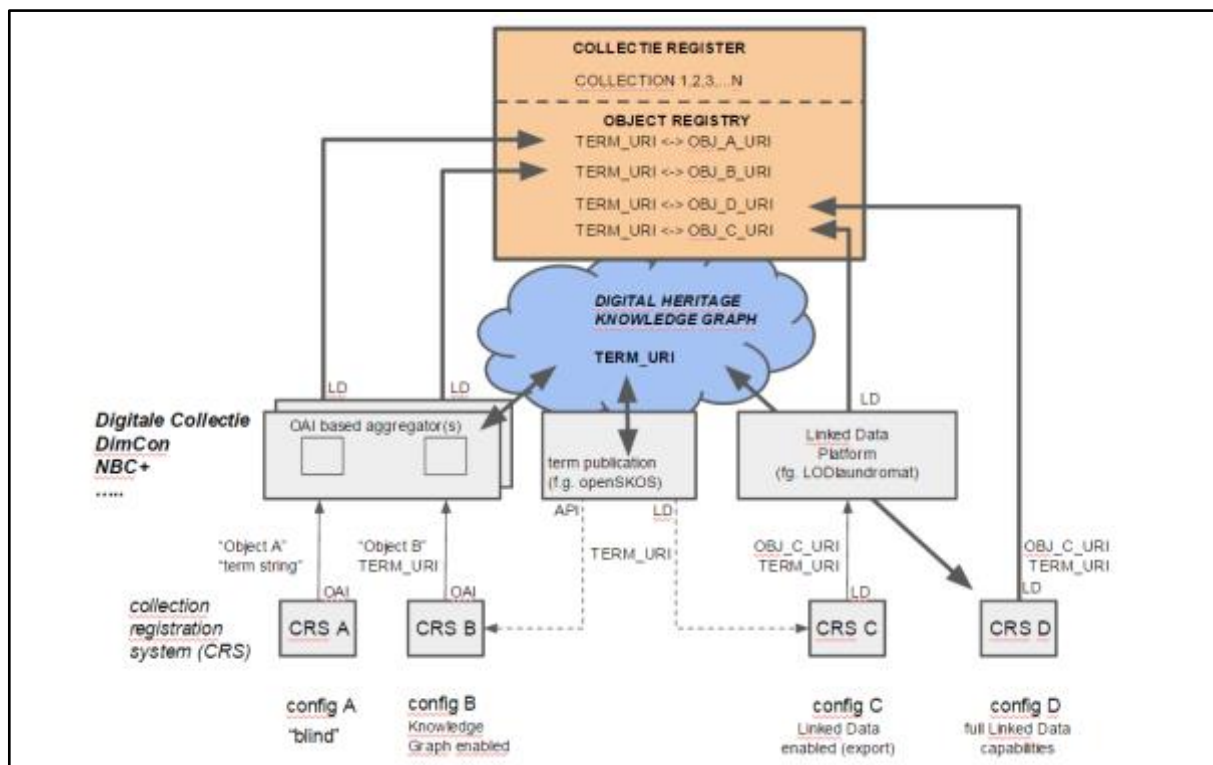 COLLECTIE REGISTER
COLLECTION 1,2,3,...N
OBJECT REGISTRY
TERM_URI <-> OBJ_A_URI
TERM_URI <-> OBJ_B_URI
TERM_URI <-> OBJ_D_URI
TERM_URI <-> OBJ_C_URI
DIGITAL HERITAGE
KNOWLEDGE GRAPH
TERM_URI
LD
LD
LD
Digitale Collectie
DimCon
NBC+
.....
OAI based aggregator(s)
term publication
(f.g. openSKOS)
Linked Data
Platform
(fg. LODlaundromat)
API
LD
"Object A"
"term string"
"Object B"
TERM_URI
TERM_URI
OBJ_C_URI
TERM_URI
OBJ_C_URI
TERM_URI
OAI
OAI
LD
LD
collection
registration
system (CRS)
CRS A
CRS B
CRS C
CRS D
config A
"blind"
config B
Knowledge
Graph enabled
config C
Linked Data
enabled (export)
config D
full Linked Data
capabilities